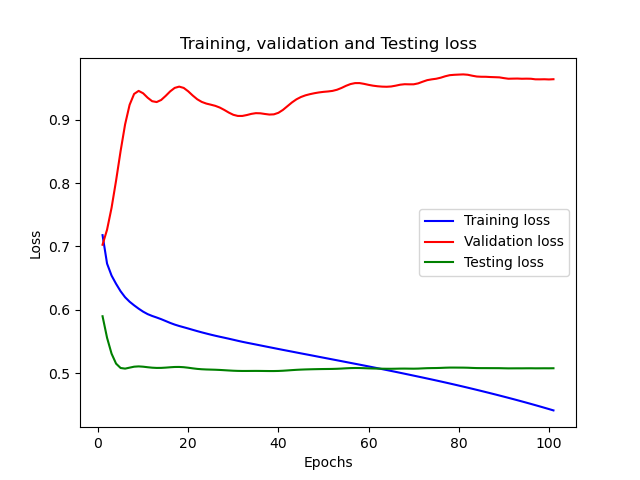 Training, validation and Testing loss
Loss
0.9
0.8
0.7
0.6
0.5
Training loss
Validation loss
Testing loss
0
20
40
60
80
100
Epochs